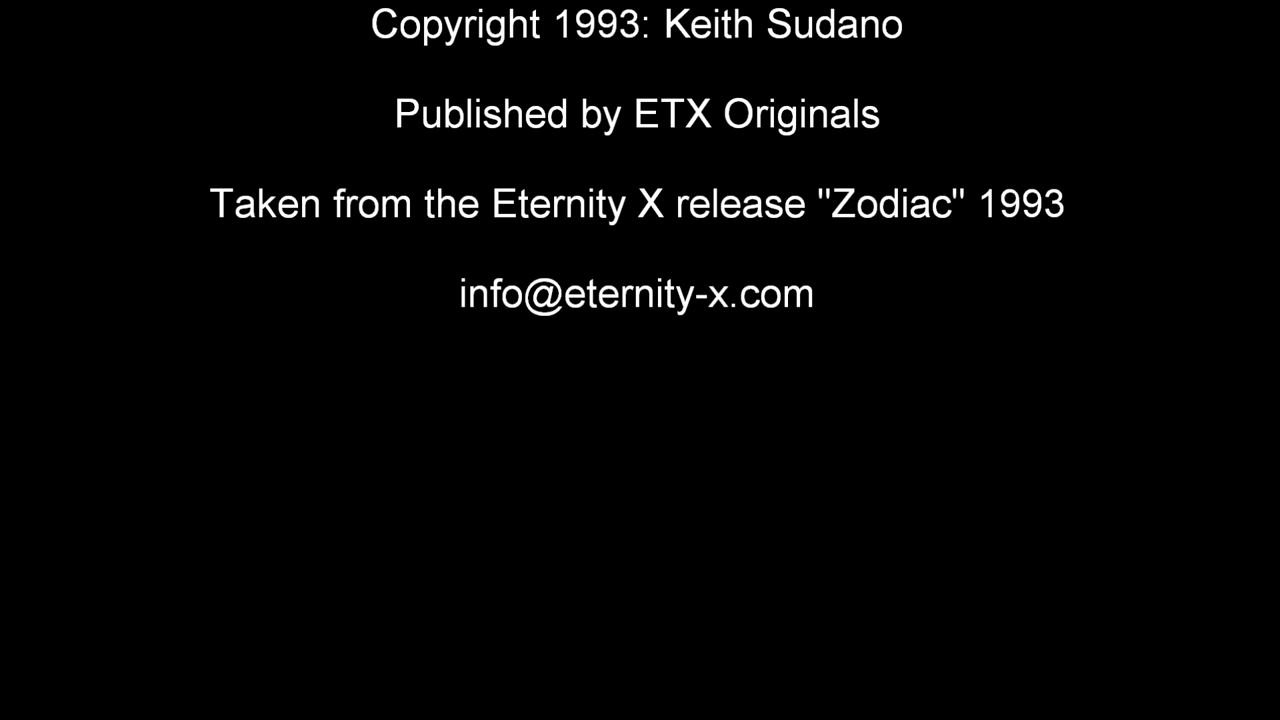 Copyright 1993: Keith Sudano
Published by ETX Originals
Taken from the Eternity X release "Zodiac" 1993
info@eternity-x.com